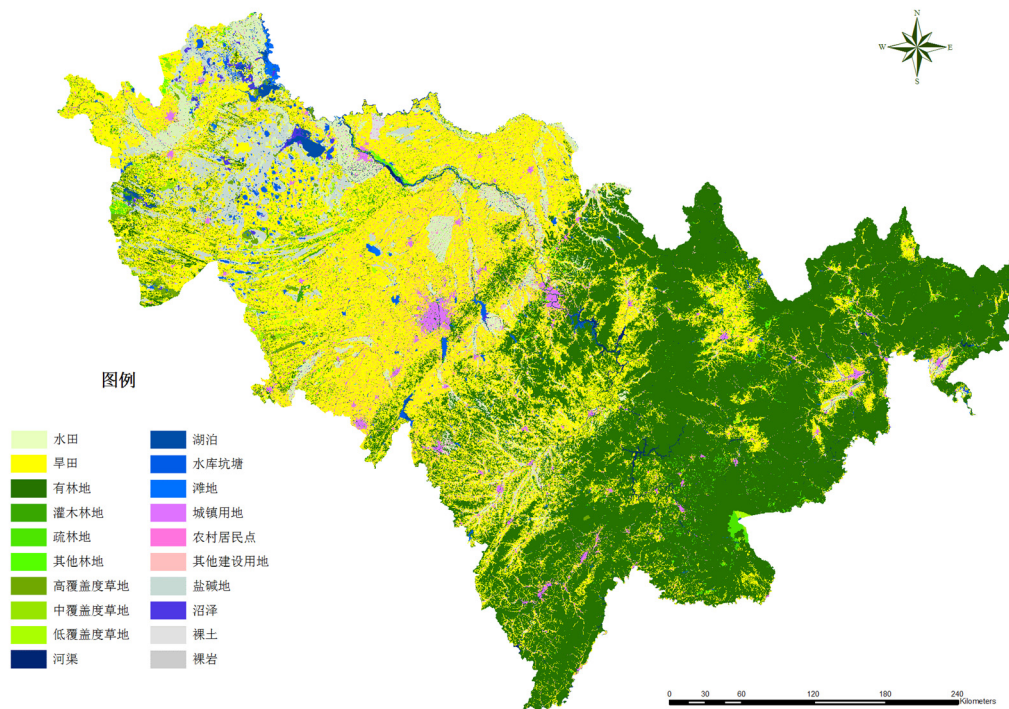 N
W E
S
图例
水田
旱田
有林地
灌木林地
疏林地
其他林地
高覆盖度草地
中覆盖度草地
低覆盖度草地
河渠
湖泊
水库坑塘
滩地
城镇用地
农村居民点
其他建设用地
盐碱地
沼泽
裸土
裸岩
0 30 60 120 180 240
Kilometers